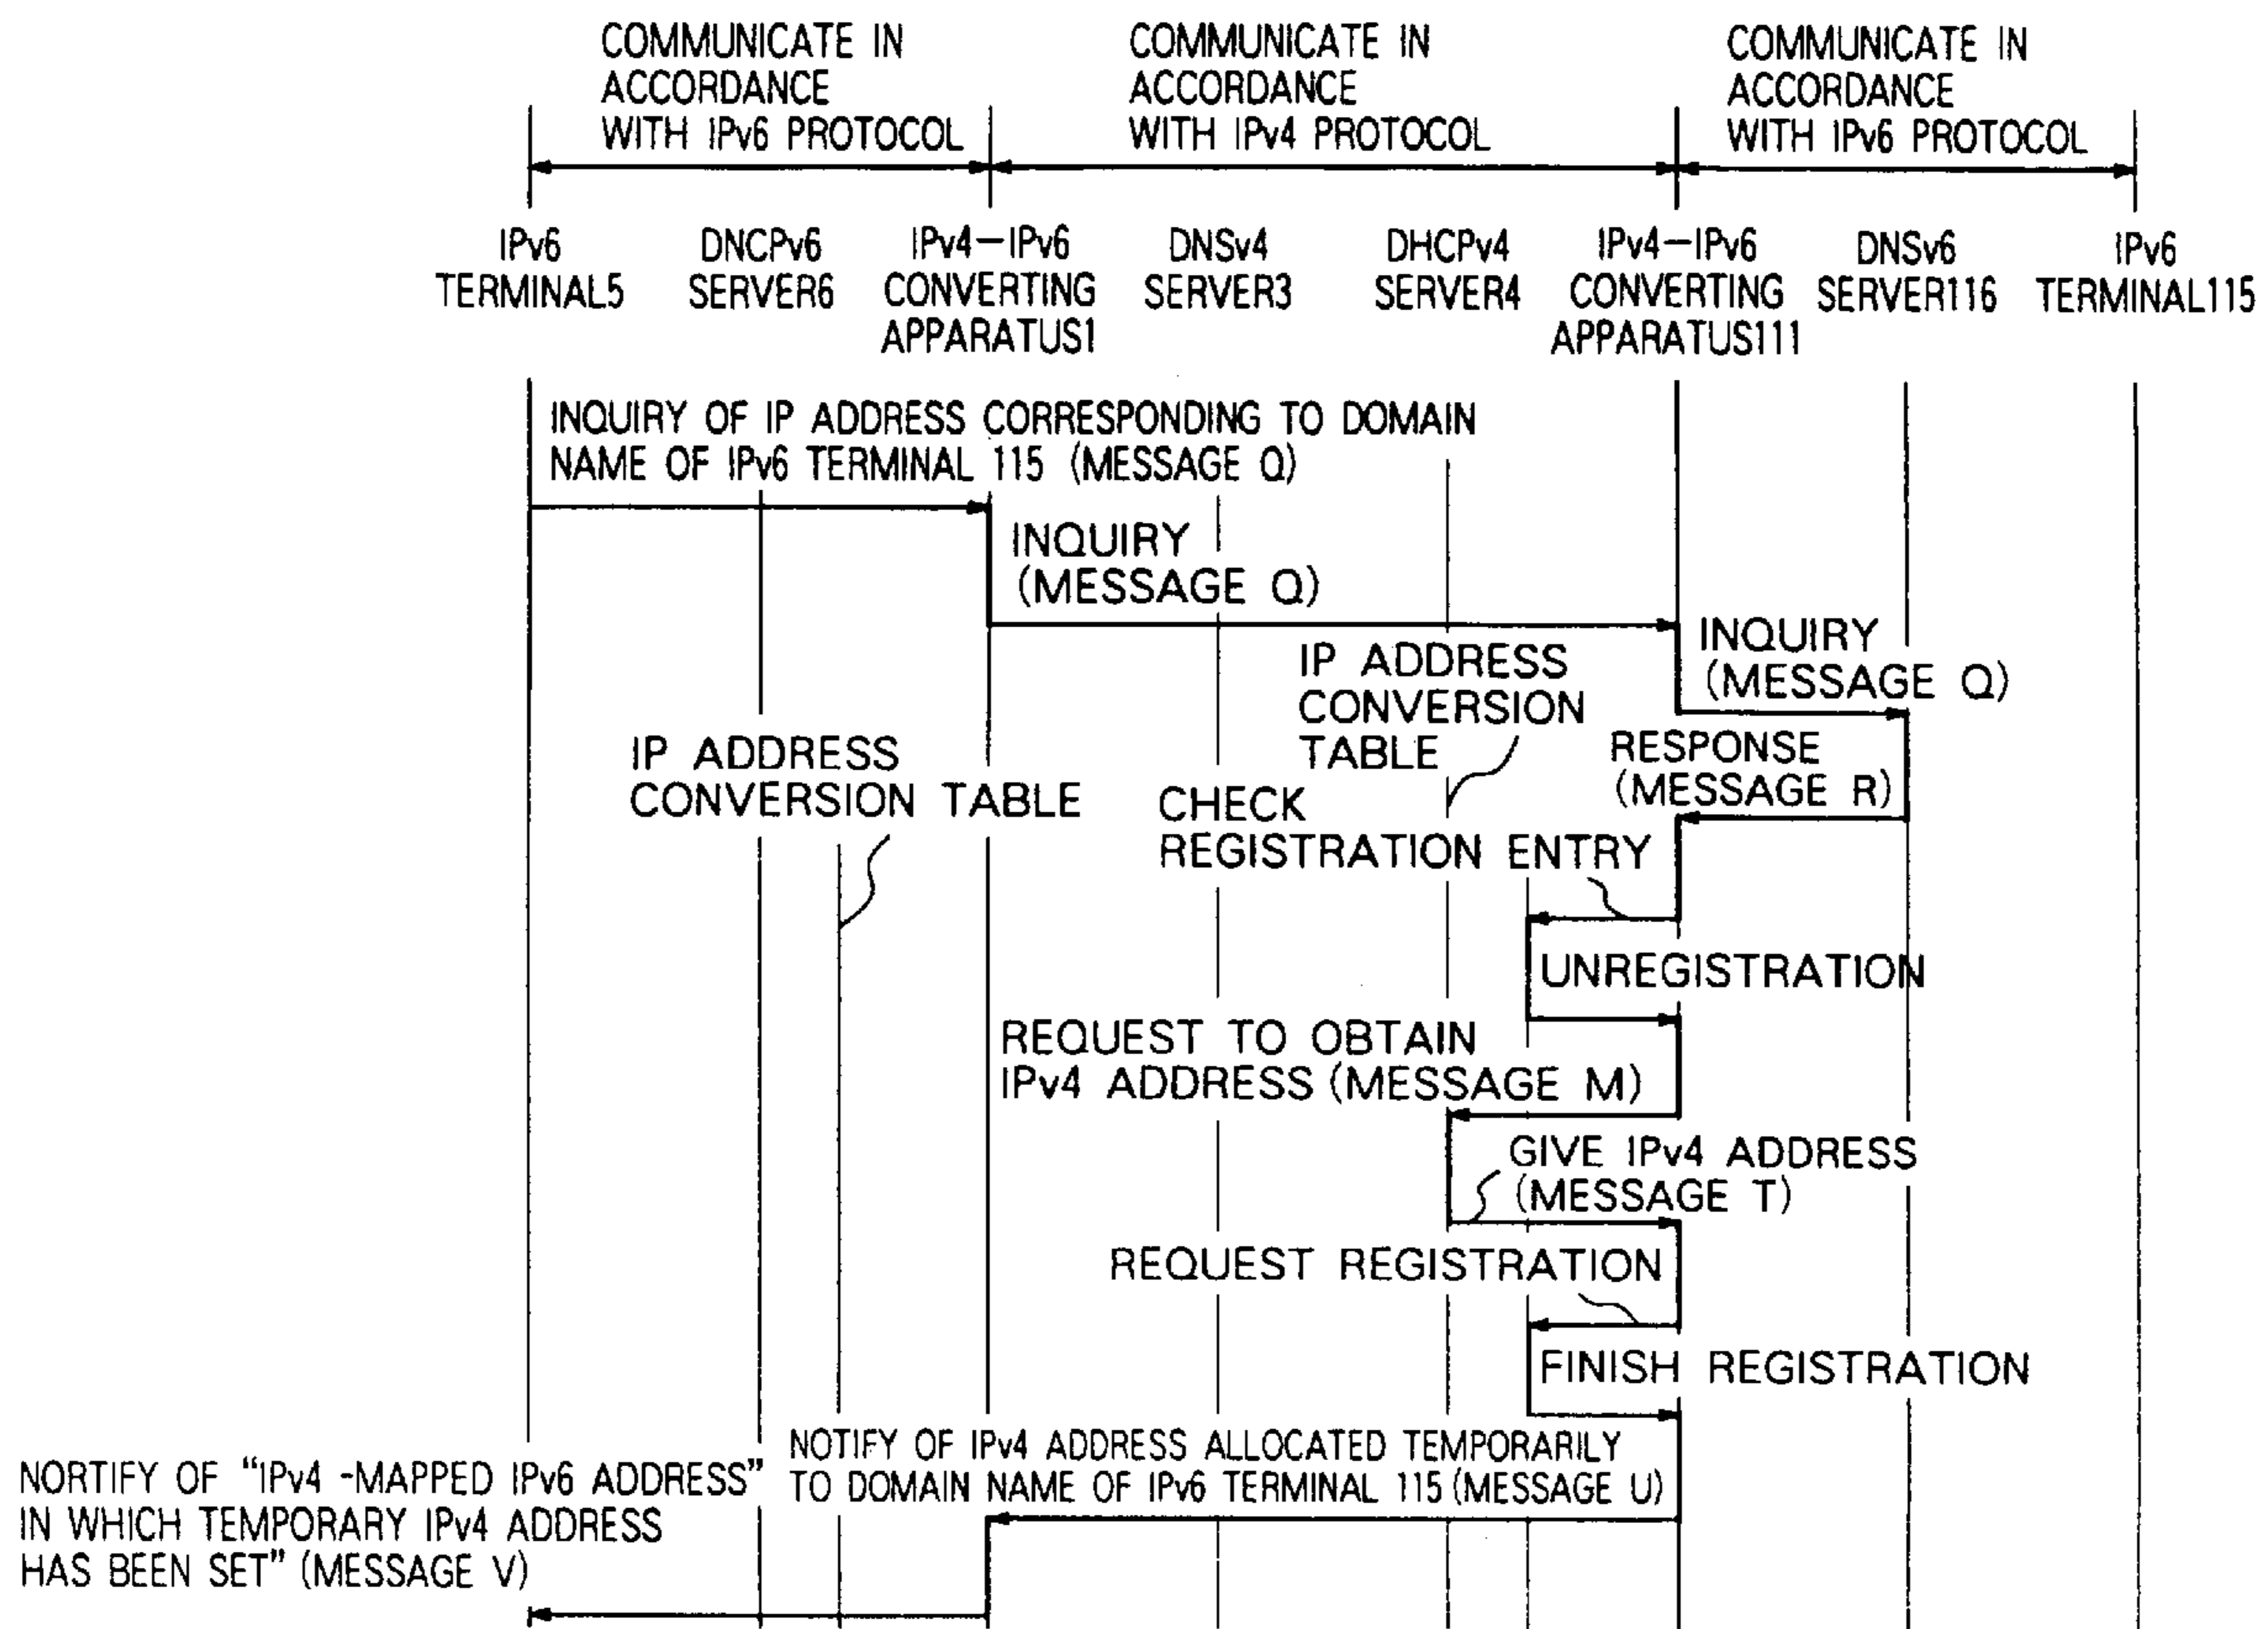 COMMUNICATE IN
ACCORDANCE
WITH IPv6 PROTOCOL
COMMUNICATE IN
ACCORDANCE
WITH IPv4 PROTOCOL
COMMUNICATE IN
ACCORDANCE
WITH IPv6 PROTOCOL
IPv6
TERMINAL5
DNCPv6
SERVER6
IPv4-IPv6
CONVERTING
APPARATUS1
DNSv4
SERVER3
DHCPv4
SERVER4
IPv4-IPv6
CONVERTING
APPARATUS111
DNSv6
SERVER116
IPv6
TERMINAL115
INQUIRY OF IP ADDRESS CORRESPONDING TO DOMAIN
NAME OF IPv6 TERMINAL 115 (MESSAGE Q)
INQUIRY
(MESSAGE Q)
INQUIRY
(MESSAGE Q)
IP ADDRESS
CONVERSION
TABLE
RESPONSE
(MESSAGE R)
IP ADDRESS
CONVERSION TABLE
CHECK
REGISTRATION ENTRY
UNREGISTRATION
REQUEST TO OBTAIN
IPv4 ADDRESS (MESSAGE M)
GIVE IPv4 ADDRESS
(MESSAGE T)
REQUEST REGISTRATION
FINISH REGISTRATION
NOTIFY OF IPv4 ADDRESS ALLOCATED TEMPORARILY
TO DOMAIN NAME OF IPv6 TERMINAL 115 (MESSAGE U)
NORTIFY OF "IPv4 -MAPPED IPv6 ADDRESS"
IN WHICH TEMPORARY IPv4 ADDRESS
HAS BEEN SET" (MESSAGE V)